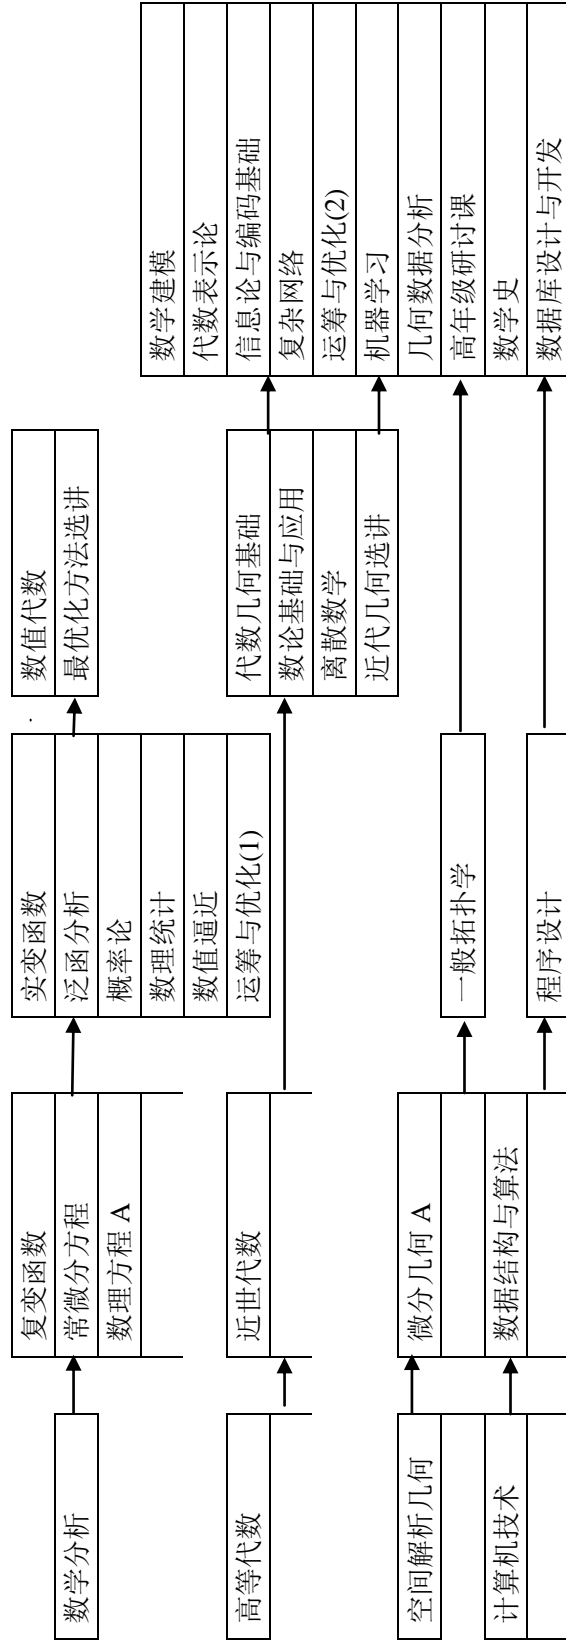 数学分析
高等代数
空间解析几何
计算机技术
复变函数
常微分方程
数理方程 A
近世代数
微分几何 A
数据结构与算法
实变函数
泛函分析
概率论
数理统计
数值逼近
运筹与优化(1)
一般拓扑学
程序设计
数值代数
最优化方法选讲
代数几何基础
数论基础与应用
离散数学
近代几何选讲
数学建模
代数表示论
信息论与编码基础
复杂网络
运筹与优化(2)
机器学习
几何数据分析
高年级研讨课
数学史
数据库设计与开发